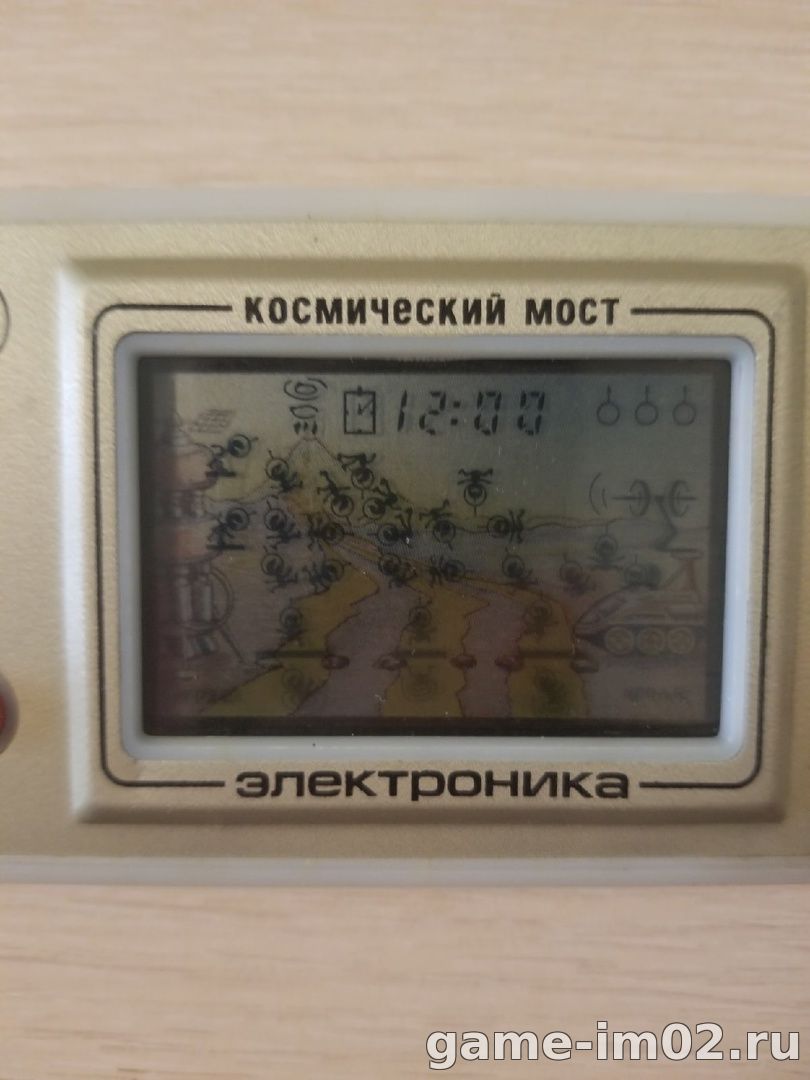 космический мост
12:00
электроника
game-im02.ru